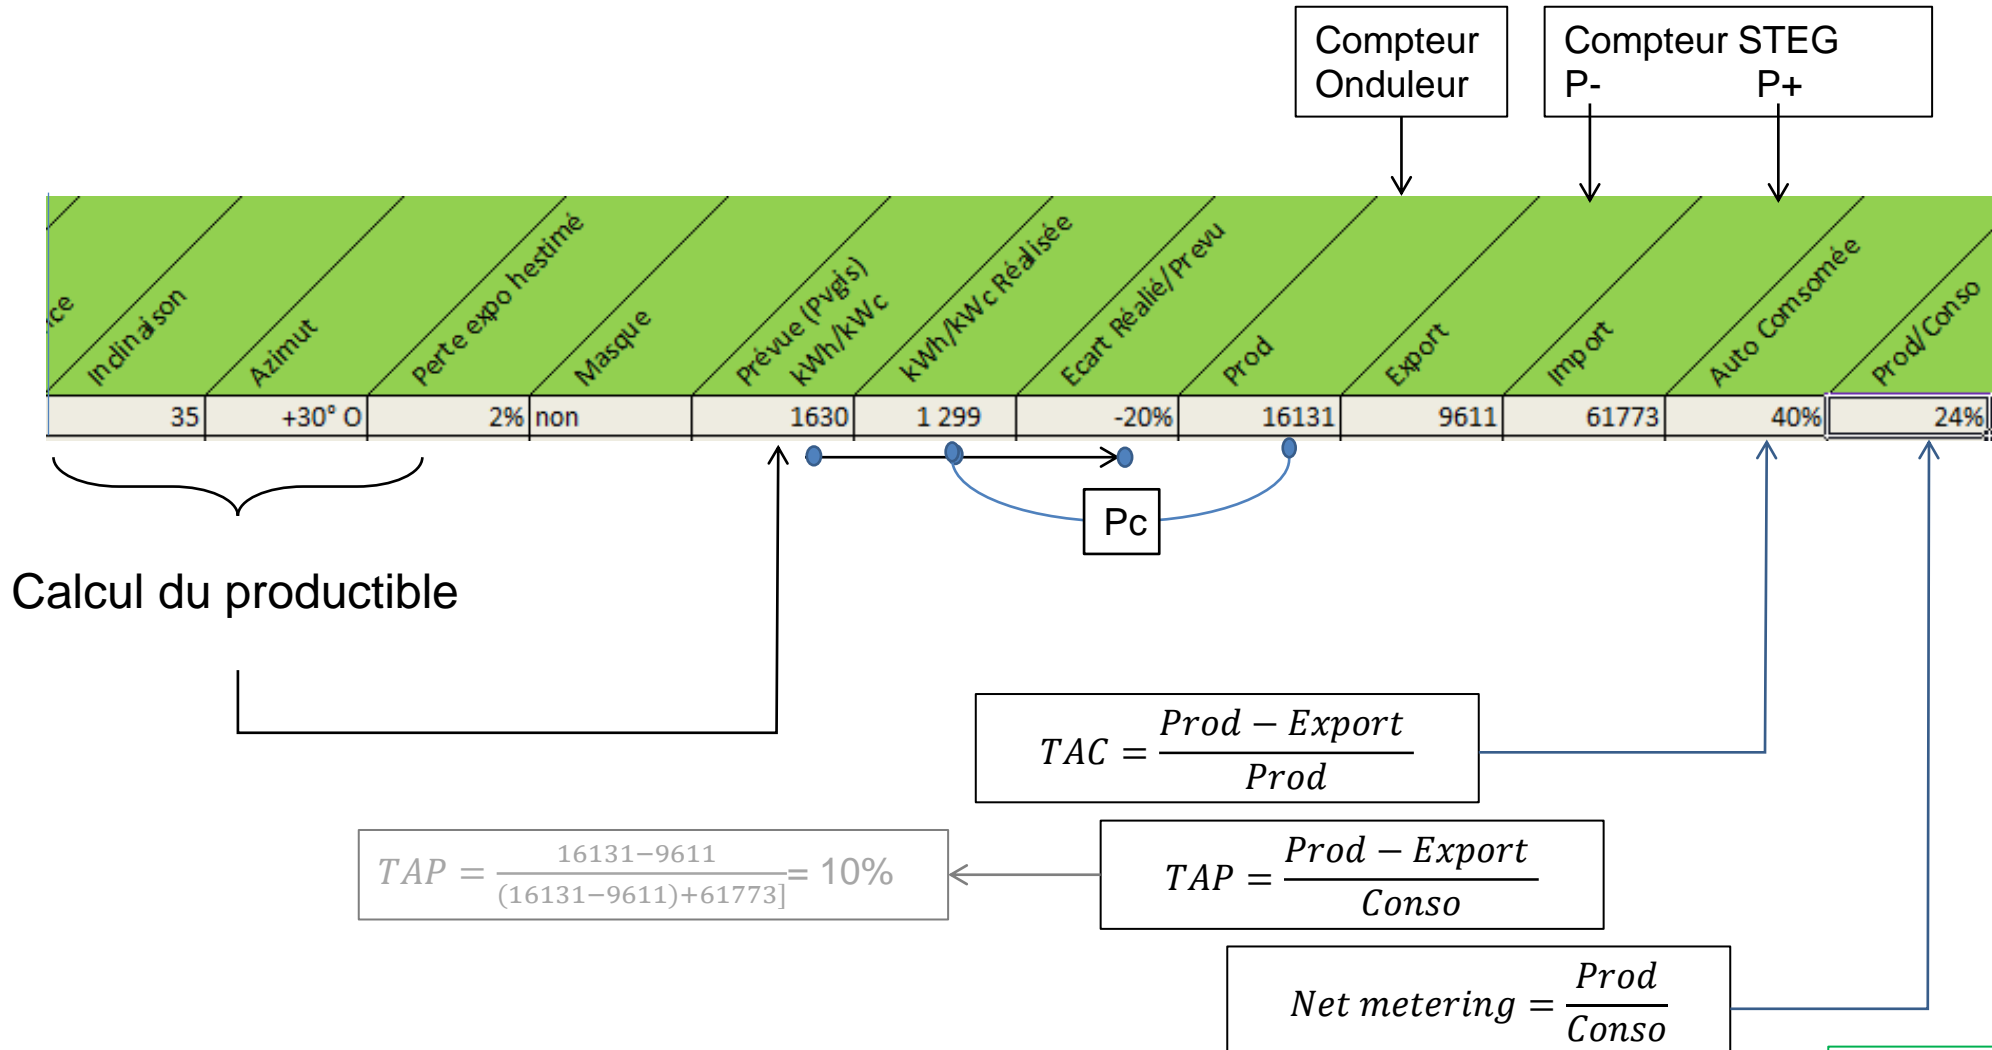 Compteur
Onduleur
Compteur STEG
P- P+
ice
Indinaison
Azimut
Perte expo hestimé
Masque
Prévue (Pvgis)
kWh/kWc
kWh/kWc Réalisée
Ecart Réalié/Prevu
Prod
Export
Import
Auto Comsomée
Prod/Conso
35 +30° O 2% non 1630 1 299 -20% 16131 9611 61773 40% 24%
Pc
Calcul du productible
TAC = (Prod − Export) / Prod
TAP = (16131−9611) / (16131−9611)+61773] = 10%
TAP = (Prod − Export) / Conso
Net metering = Prod / Conso